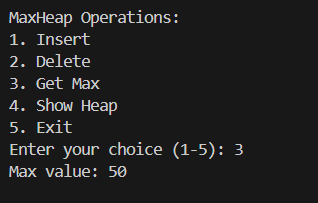 MaxHeap Operations:
1. Insert
2. Delete
3. Get Max
4. Show Heap
5. Exit
Enter your choice (1-5): 3
Max value: 50